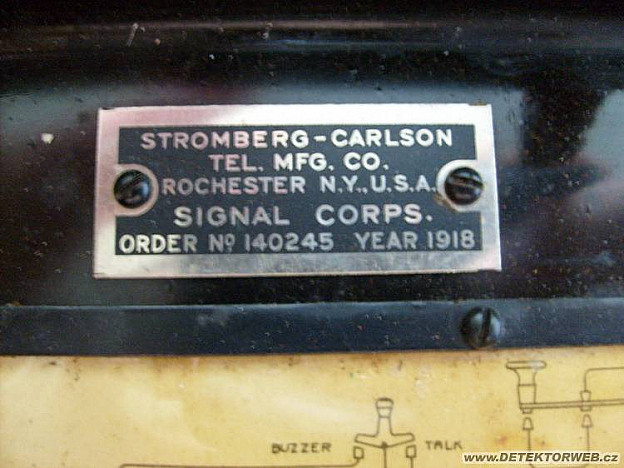 STROMBERG-CARLSON
TEL. MFG. CO.
ROCHESTER N.Y., U.S.A.
SIGNAL CORPS.
ORDER Nº 140245 YEAR 1918
BUZZER TALK
www.DETEKTORWEB.cz